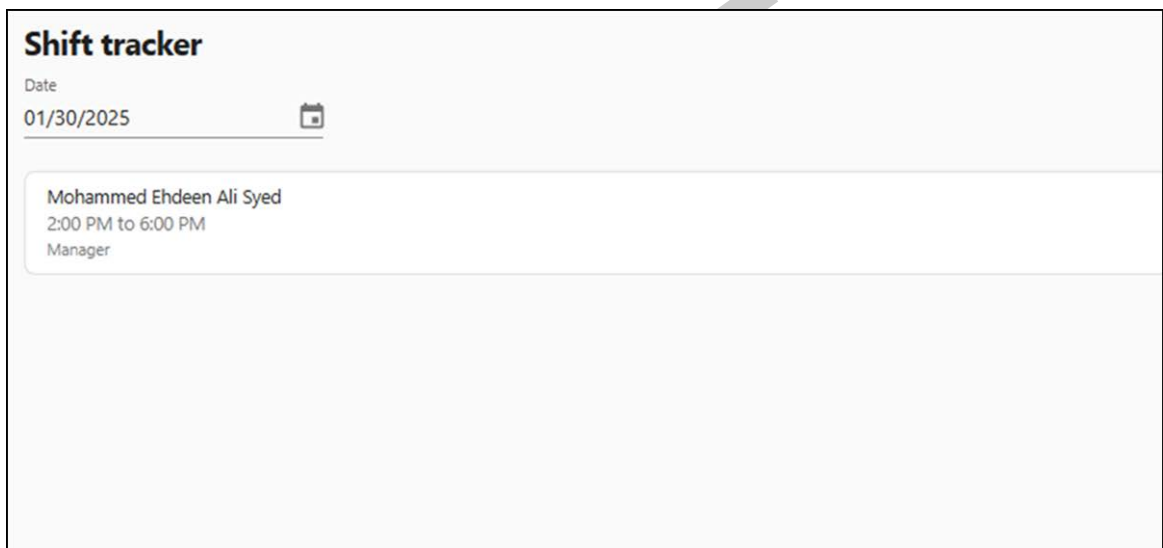 Shift tracker
Date
01/30/2025
Mohammed Ehdeen Ali Syed
2:00 PM to 6:00 PM
Manager